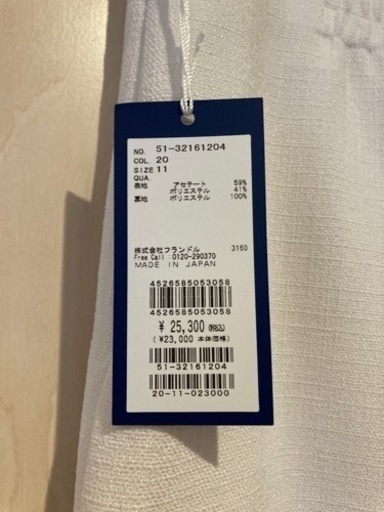 NO. 51-32161204
COL. 20
SIZE 11
QUA.
表地 アセテート 59%
ポリエステル 41%
裏地 ポリエステル 100%
株式会社フランドル 3160
Free Call:0120-290370
MADE IN JAPAN
4526585053058
4526585053058
¥ 25,300 (税込)
(¥23,000 本体価格)
51-32161204
20-11-023000